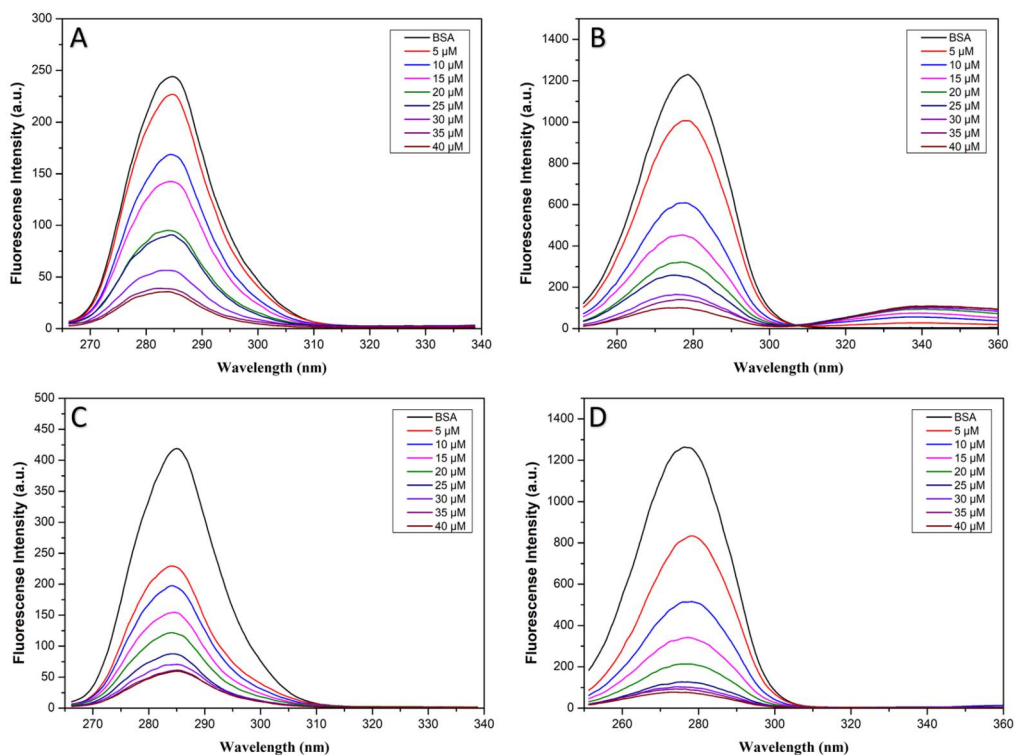 A
300
250
200
150
100
50
0
Fluorescense Intensity (a.u.)
270 280 290 300 310 320 330 340
Wavelength (nm)
BSA
5 µM
10 µM
15 µM
20 µM
25 µM
30 µM
35 µM
40 µM
B
1400
1200
1000
800
600
400
200
0
Fluorescense Intensity (a.u.)
260 280 300 320 340 360
Wavelength (nm)
BSA
5 µM
10 µM
15 µM
20 µM
25 µM
30 µM
35 µM
40 µM
C
500
450
400
350
300
250
200
150
100
50
0
Fluorescense Intensity (a.u.)
270 280 290 300 310 320 330 340
Wavelength (nm)
BSA
5 µM
10 µM
15 µM
20 µM
25 µM
30 µM
35 µM
40 µM
D
1400
1200
1000
800
600
400
200
0
Fluorescense Intensity (a.u.)
260 280 300 320 340 360
Wavelength (nm)
BSA
5 µM
10 µM
15 µM
20 µM
25 µM
30 µM
35 µM
40 µM